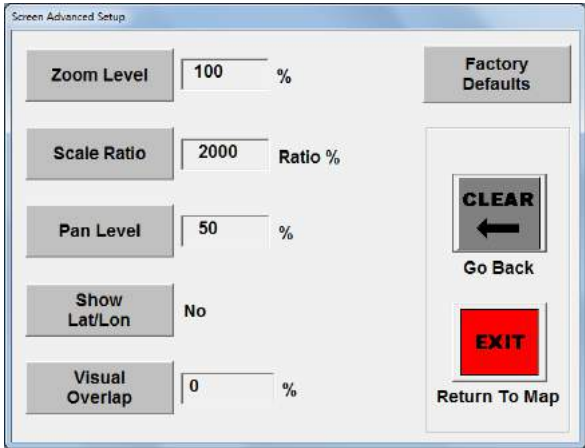 Screen Advanced Setup
Zoom Level 100 %
Factory
Defaults
Scale Ratio 2000 Ratio %
Pan Level 50 %
CLEAR
Go Back
Show
Lat/Lon No
EXIT
Return To Map
Visual
Overlap 0 %